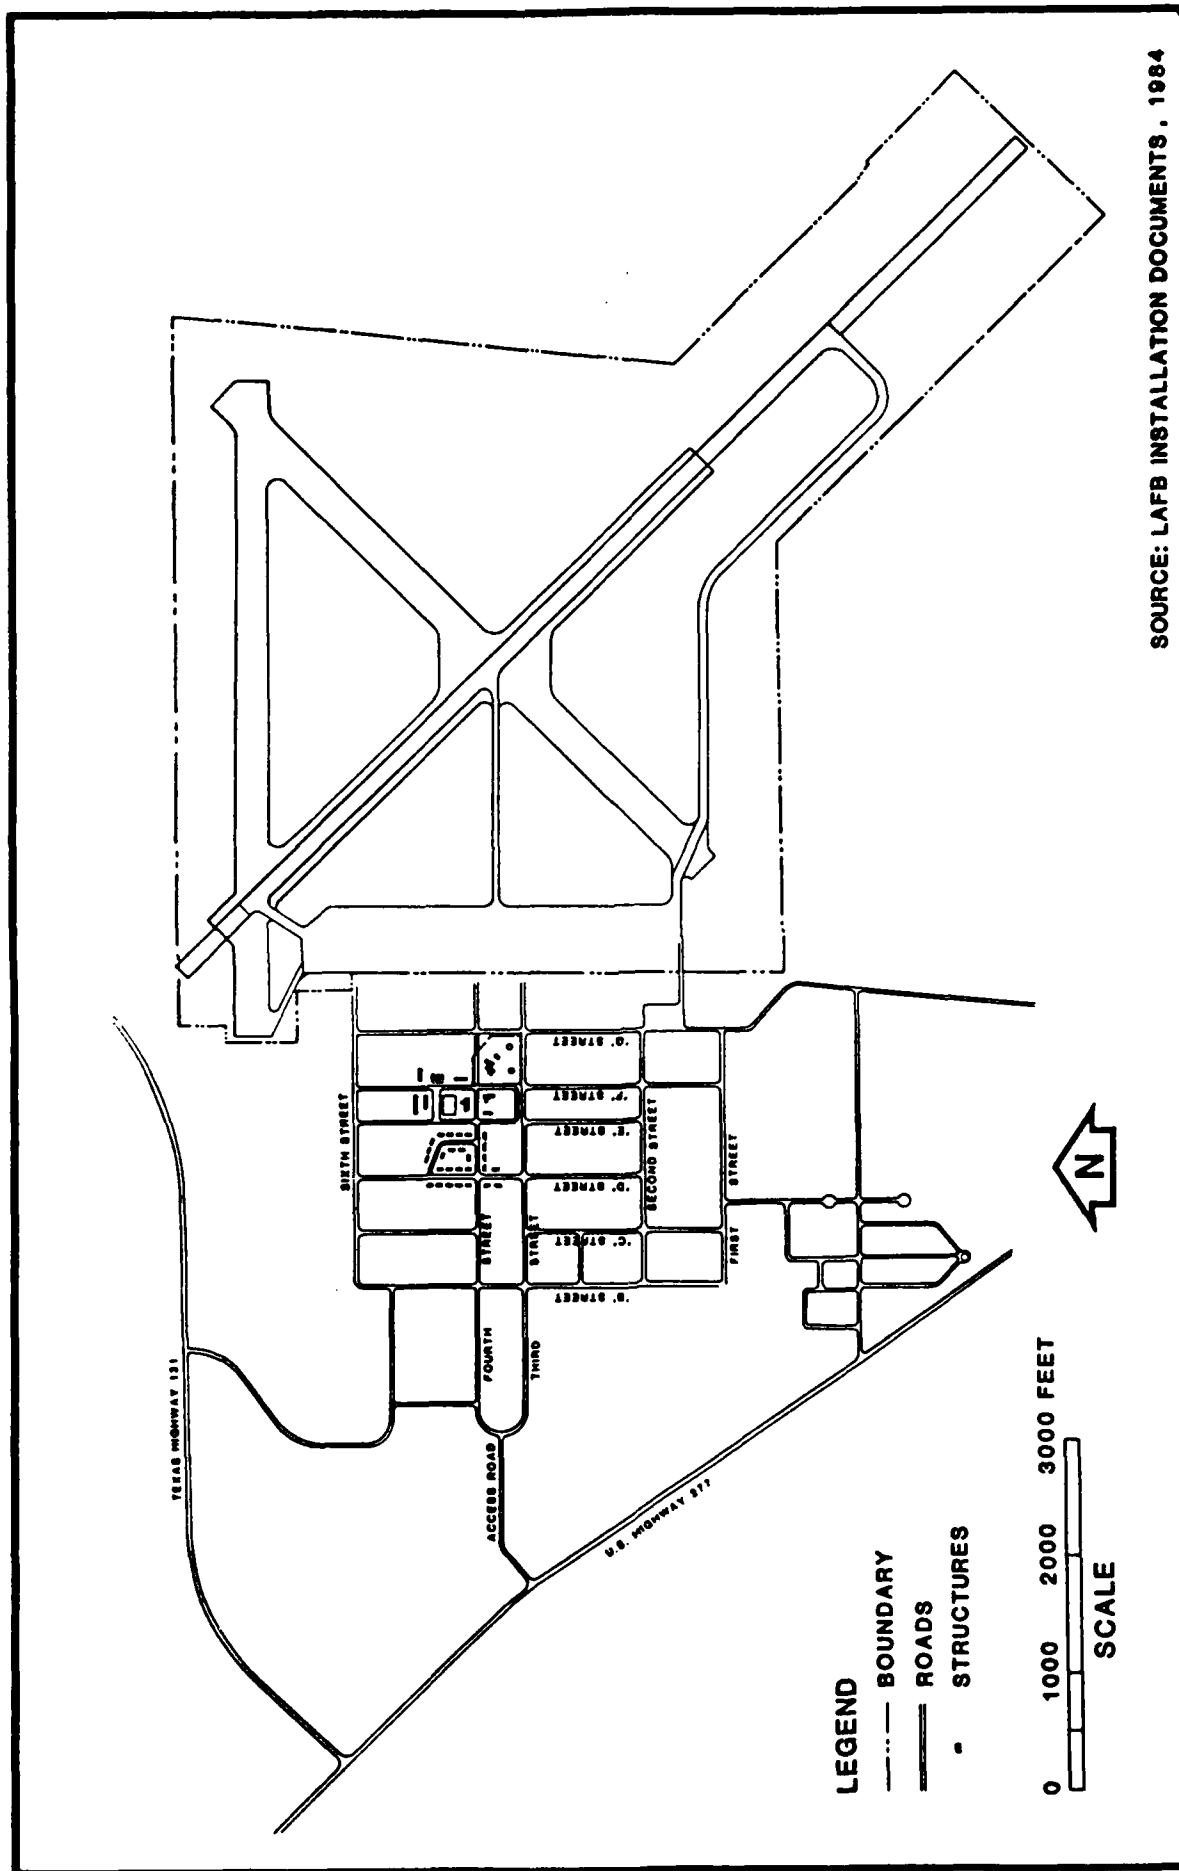 TEXAS HIGHWAY 131
SIXTH STREET
ACCESS ROAD
FOURTH STREET
THIRD STREET
U.S. HIGHWAY 277
'B' STREET
'C' STREET
'D' STREET
'E' STREET
'F' STREET
'G' STREET
SECOND STREET
FIRST STREET
LEGEND
BOUNDARY
ROADS
STRUCTURES
N
0 1000 2000 3000 FEET
SCALE
SOURCE: LAFB INSTALLATION DOCUMENTS, 1984